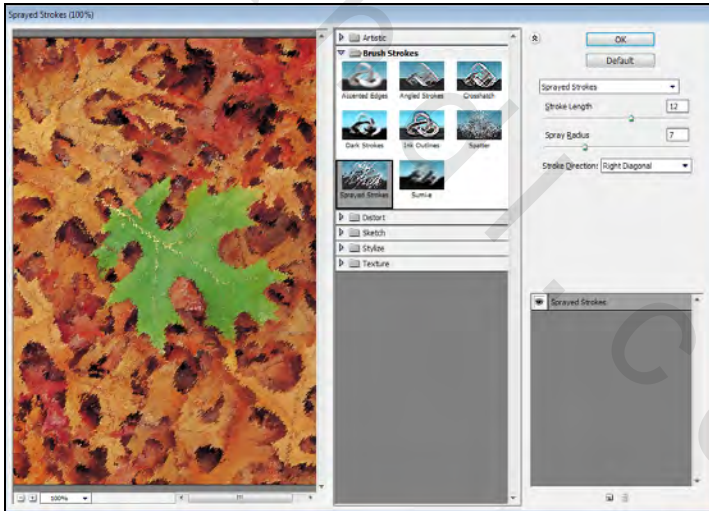 Sprayed Strokes (100%)
Artistic
Brush Strokes
Accented Edges Angled Strokes Crosshatch
Dark Strokes Ink Outlines Spatter
Sprayed Strokes Sumi-e
Distort
Sketch
Stylize
Texture
OK
Default
Sprayed Strokes
Stroke Length 12
Spray Radius 7
Stroke Direction: Right Diagonal
Sprayed Strokes
100%